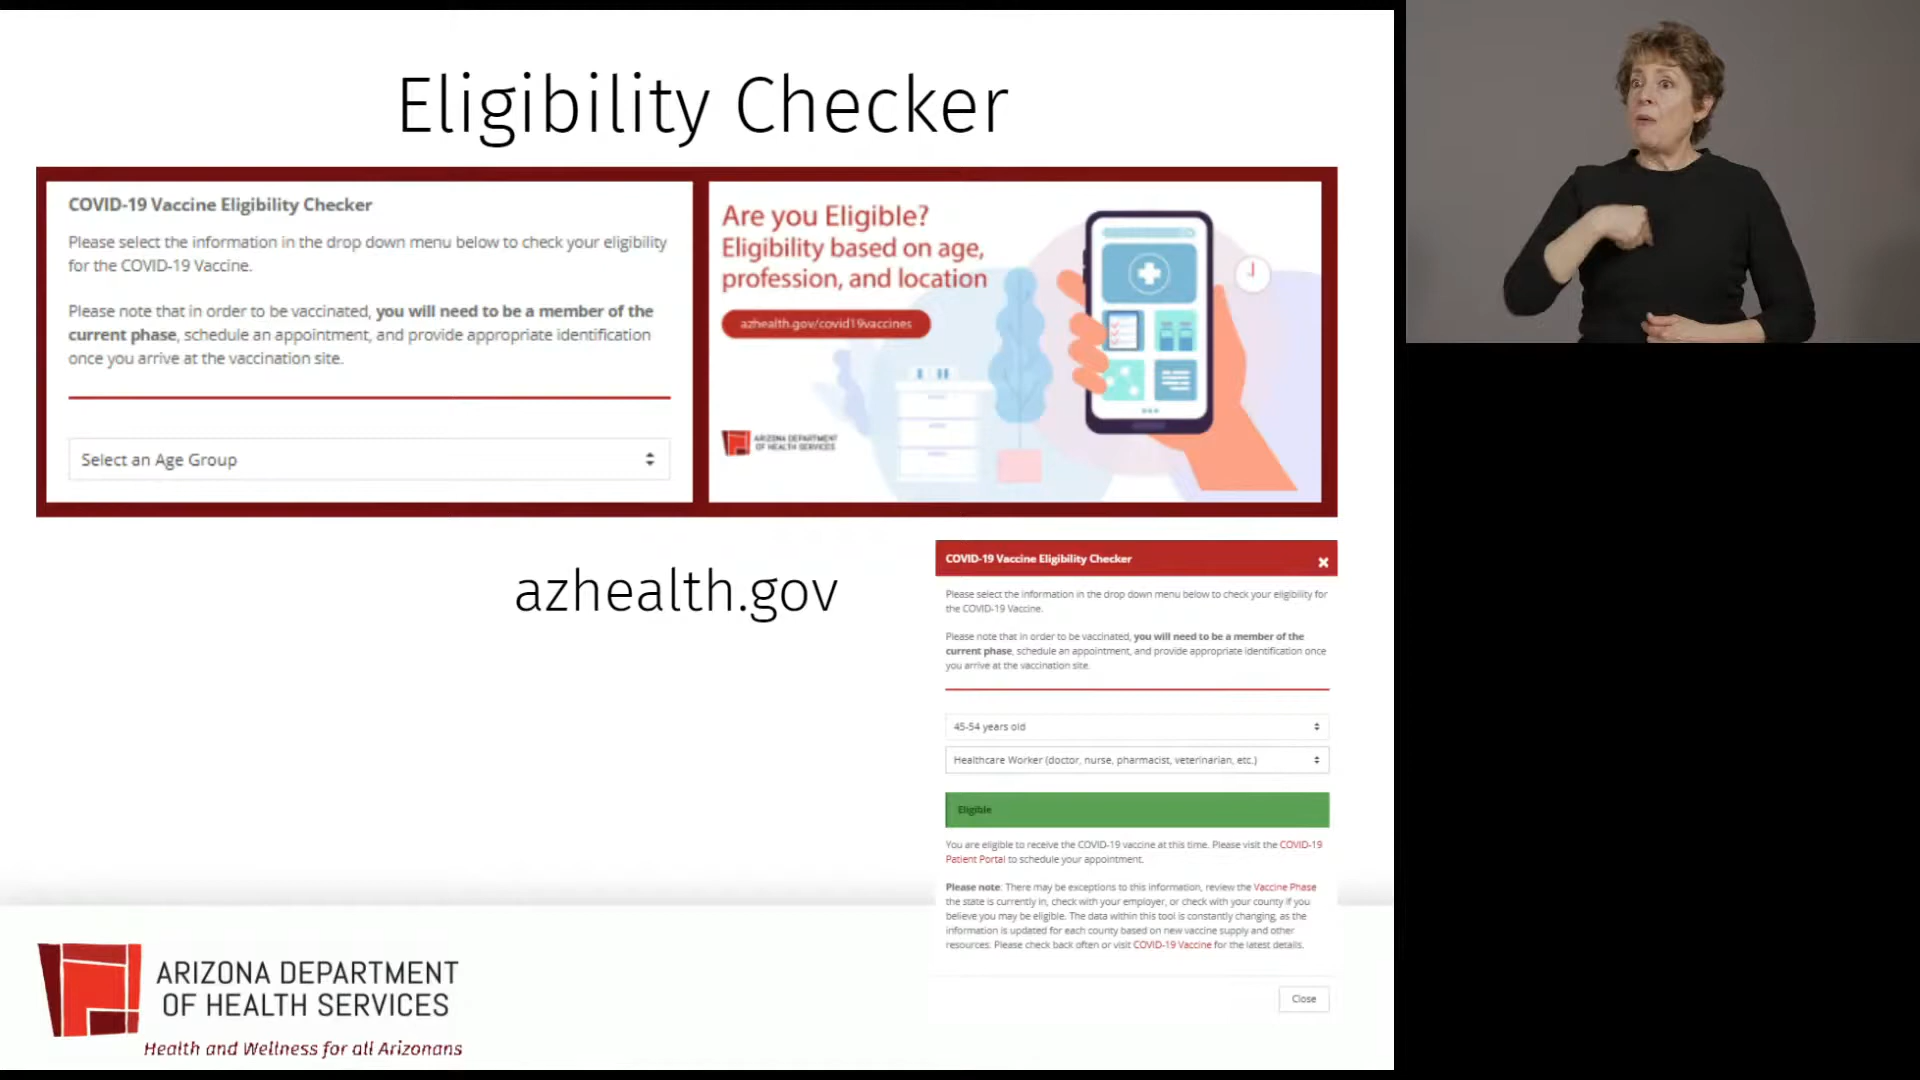 Eligibility Checker
COVID-19 Vaccine Eligibility Checker
Please select the information in the drop down menu below to check your eligibility
for the COVID-19 Vaccine.
Please note that in order to be vaccinated, you will need to be a member of the
current phase, schedule an appointment, and provide appropriate identification
once you arrive at the vaccination site.
Select an Age Group
Are you Eligible?
Eligibility based on age,
profession, and location
azhealth.gov/covid19vaccines
ARIZONA DEPARTMENT
OF HEALTH SERVICES
azhealth.gov
COVID-19 Vaccine Eligibility Checker
Please select the information in the drop down menu below to check your eligibility for
the COVID-19 Vaccine.
Please note that in order to be vaccinated, you will need to be a member of the
current phase, schedule an appointment, and provide appropriate identification once
you arrive at the vaccination site.
45-54 years old
Healthcare Worker (doctor, nurse, pharmacist, veterinarian, etc.)
Eligible
You are eligible to receive the COVID-19 vaccine at this time. Please visit the COVID-19
Patient Portal to schedule your appointment.
Please note: There may be exceptions to this information, review the Vaccine Phase
the state is currently in, check with your employer, or check with your county if you
believe you may be eligible. The data within this tool is constantly changing, as the
information is updated for each county based on new vaccine supply and other
resources. Please check back often or visit COVID-19 Vaccine for the latest details.
Close
ARIZONA DEPARTMENT
OF HEALTH SERVICES
Health and Wellness for all Arizonans